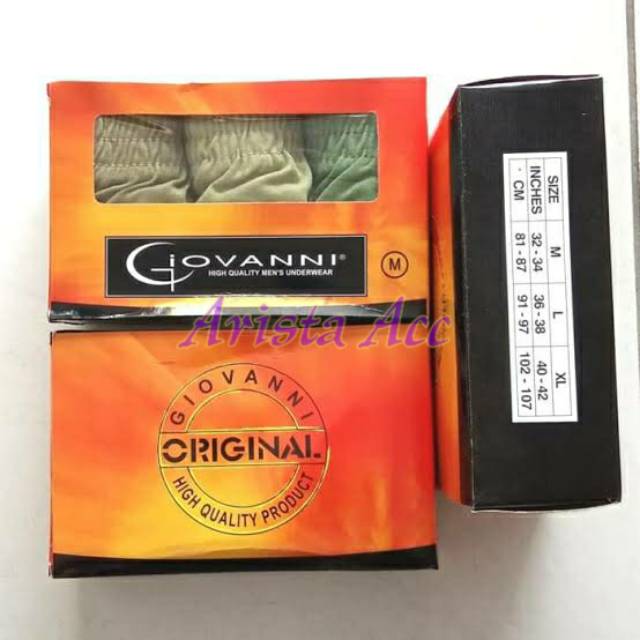 GIOVANNI®
HIGH QUALITY MEN'S UNDERWEAR
M
Arista Acc
GIOVANNI
ORIGINAL
HIGH QUALITY PRODUCT
SIZE M L XL
INCHES 32 - 34 36 - 38 40 - 42
· CM 81 - 87 91 - 97 102 - 107